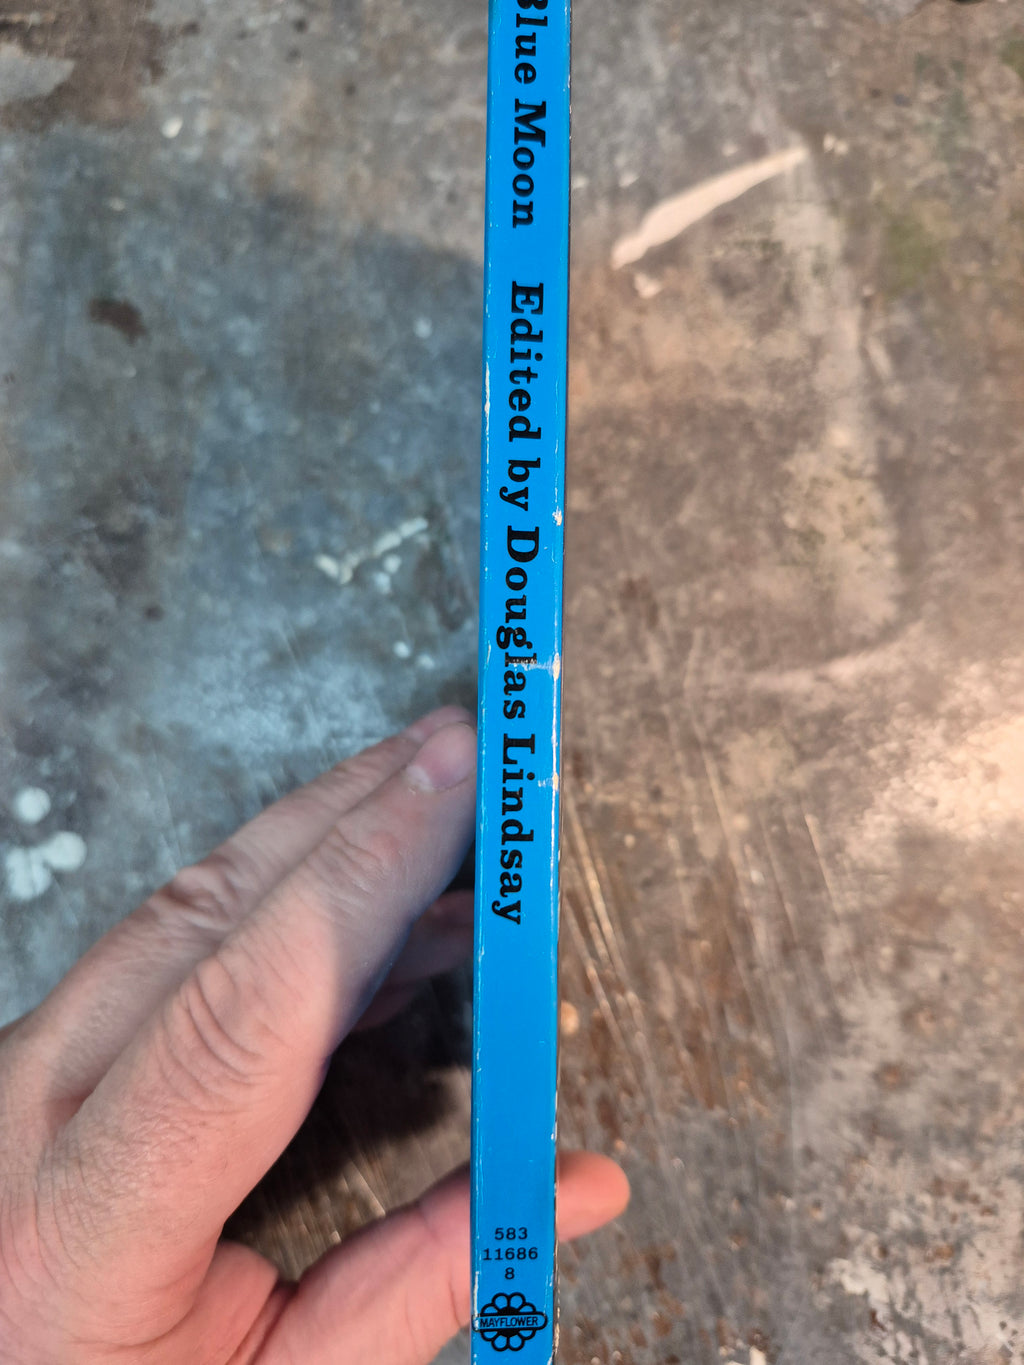 Blue Moon Edited by Douglas Lindsay
583
11686
8
MAYFLOWER